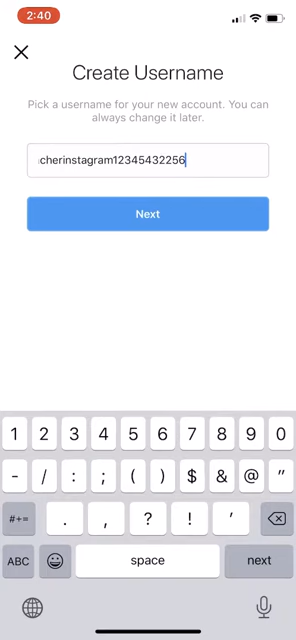 2:40
Create Username
Pick a username for your new account. You can
always change it later.
cherinstagram12345432256
Next
1 2 3 4 5 6 7 8 9 0
- / : ; ( ) $ & @ "
#+= . , ? ! '
ABC space next